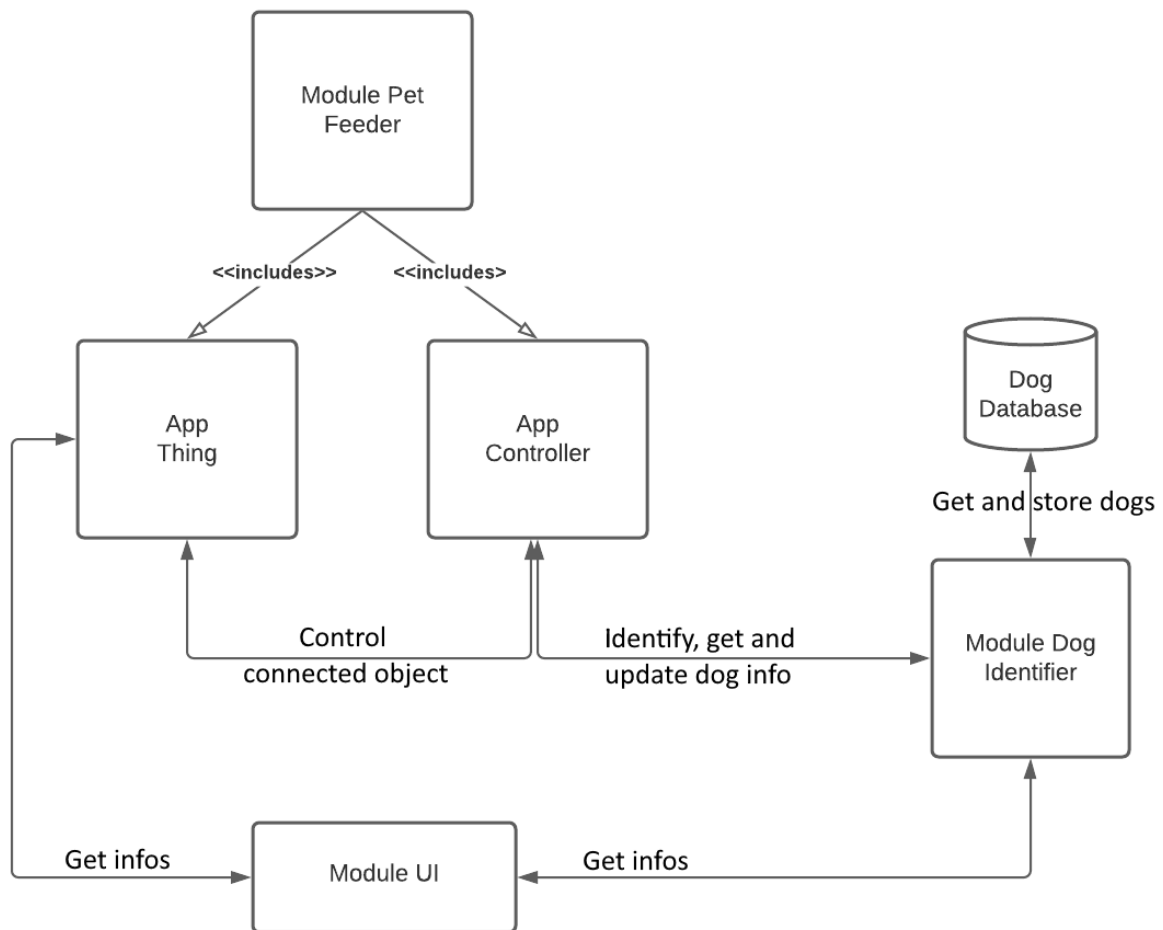 Module Pet
Feeder
<<includes>>
<<includes>
App
Thing
App
Controller
Dog
Database
Get and store dogs
Control
connected object
Identify, get and
update dog info
Module Dog
Identifier
Get infos
Module UI
Get infos